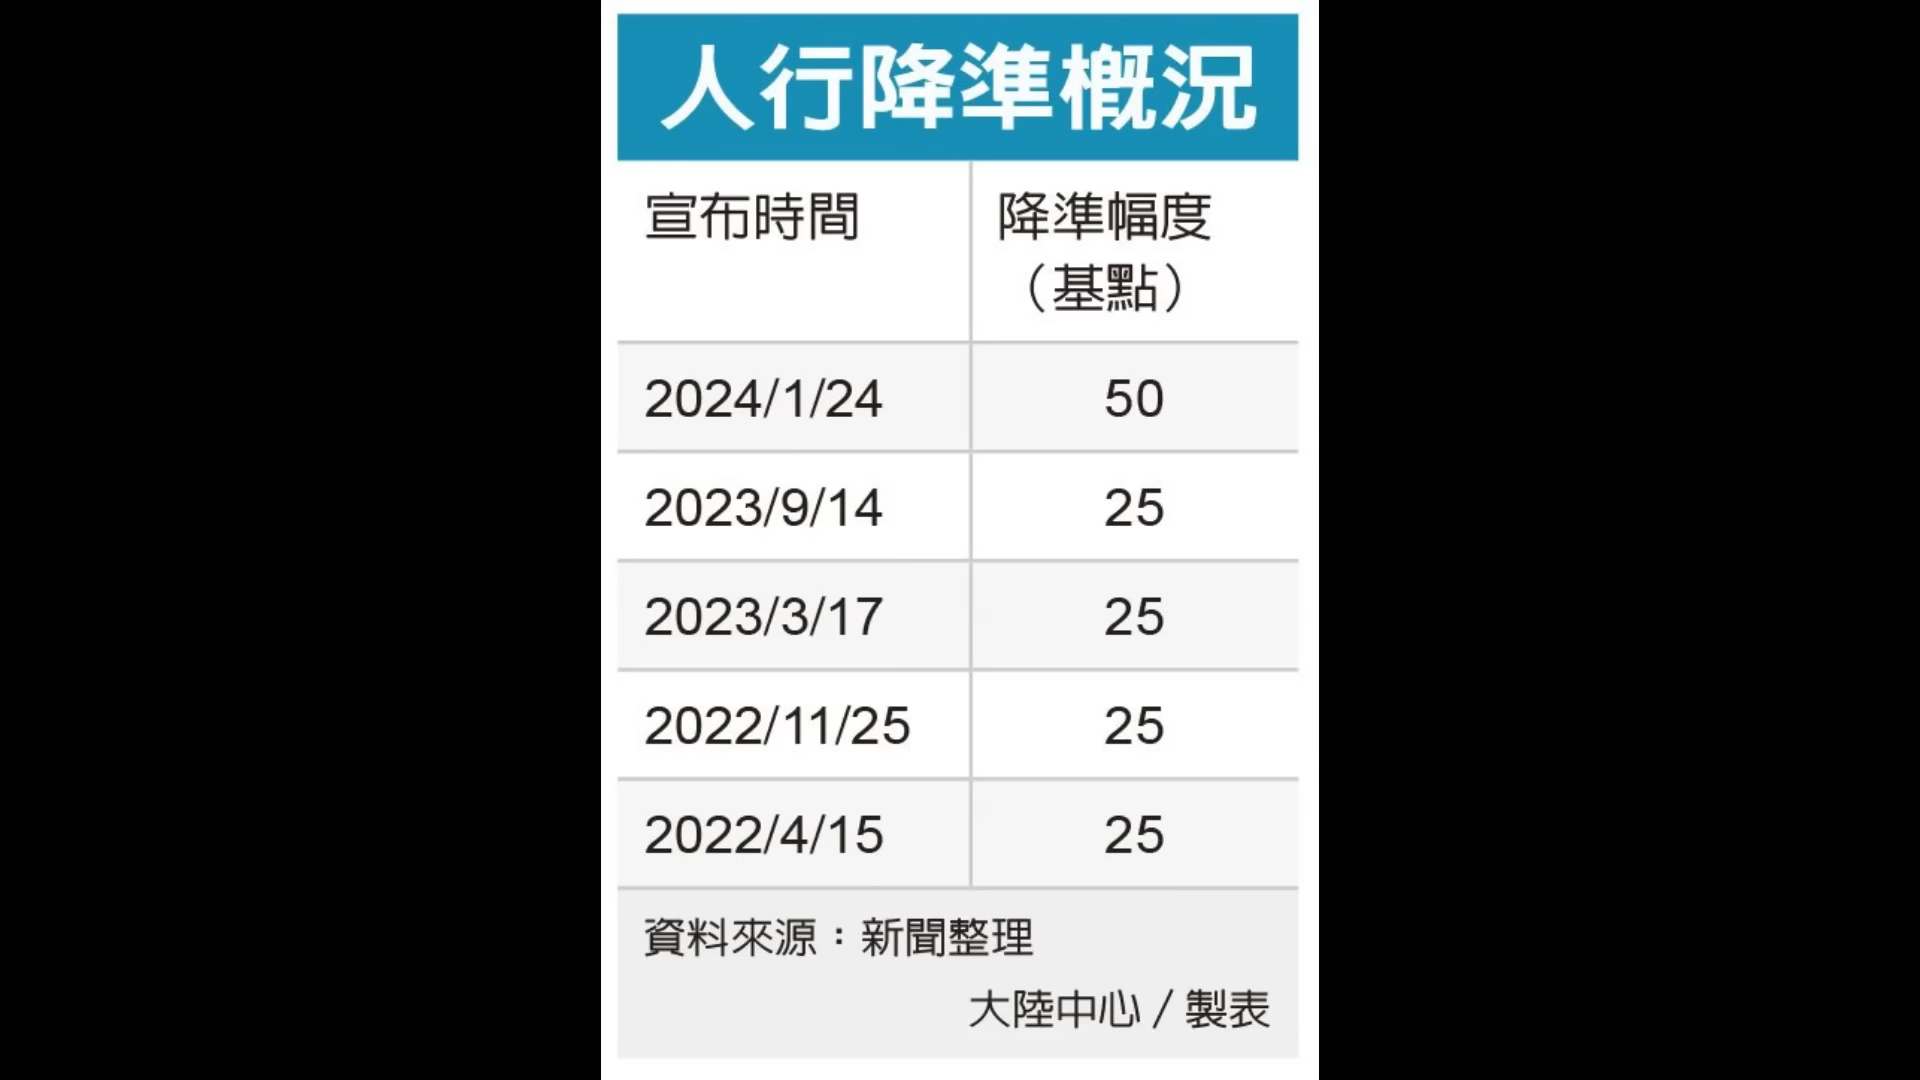 人行降準概況
宣布時間 降準幅度
（基點）
2024/1/24 50
2023/9/14 25
2023/3/17 25
2022/11/25 25
2022/4/15 25
資料來源：新聞整理
大陸中心／製表